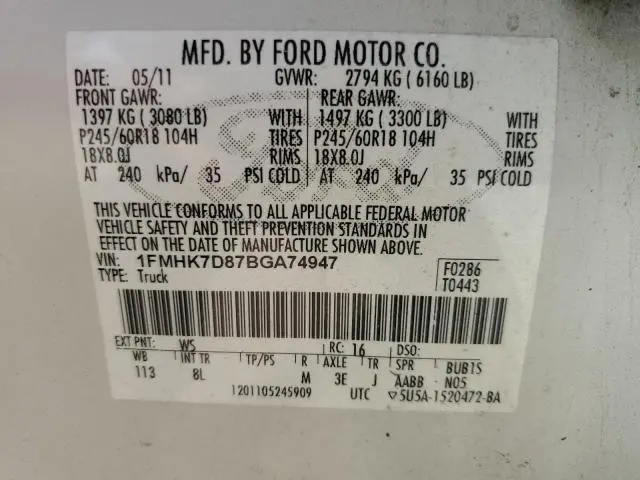 MFD. BY FORD MOTOR CO.
DATE: 05/11 GVWR: 2794 KG ( 6160 LB)
FRONT GAWR: REAR GAWR:
1397 KG ( 3080 LB) WITH 1497 KG ( 3300 LB) WITH
P245/60R18 104H TIRES P245/60R18 104H TIRES
18X8.0J RIMS 18X8.0J RIMS
AT 240 kPa/ 35 PSI COLD AT 240 kPa/ 35 PSI COLD
THIS VEHICLE CONFORMS TO ALL APPLICABLE FEDERAL MOTOR
VEHICLE SAFETY AND THEFT PREVENTION STANDARDS IN
EFFECT ON THE DATE OF MANUFACTURE SHOWN ABOVE.
VIN: 1FMHK7D87BGA74947 F0286
TYPE: Truck T0443
EXT PNT: WS RC: 16 DSO:
WB INT TR TP/PS R AXLE TR SPR BUB1S
113 8L M 3E J AABB N05
1201105245909 UTC ▽5U5A-1520472-BA